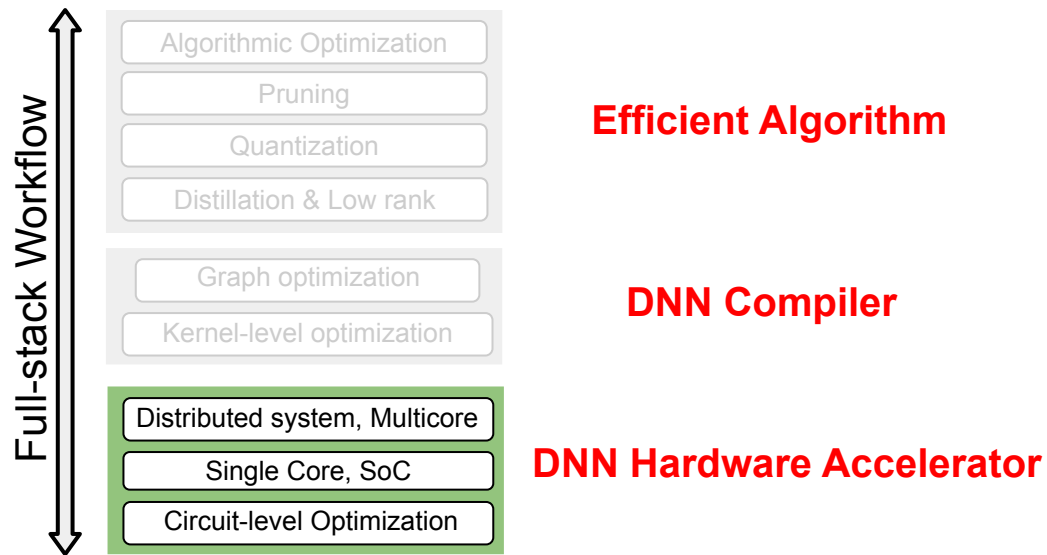 Full-stack Workflow
Algorithmic Optimization
Pruning
Quantization
Distillation & Low rank
Efficient Algorithm
Graph optimization
Kernel-level optimization
DNN Compiler
Distributed system, Multicore
Single Core, SoC
Circuit-level Optimization
DNN Hardware Accelerator